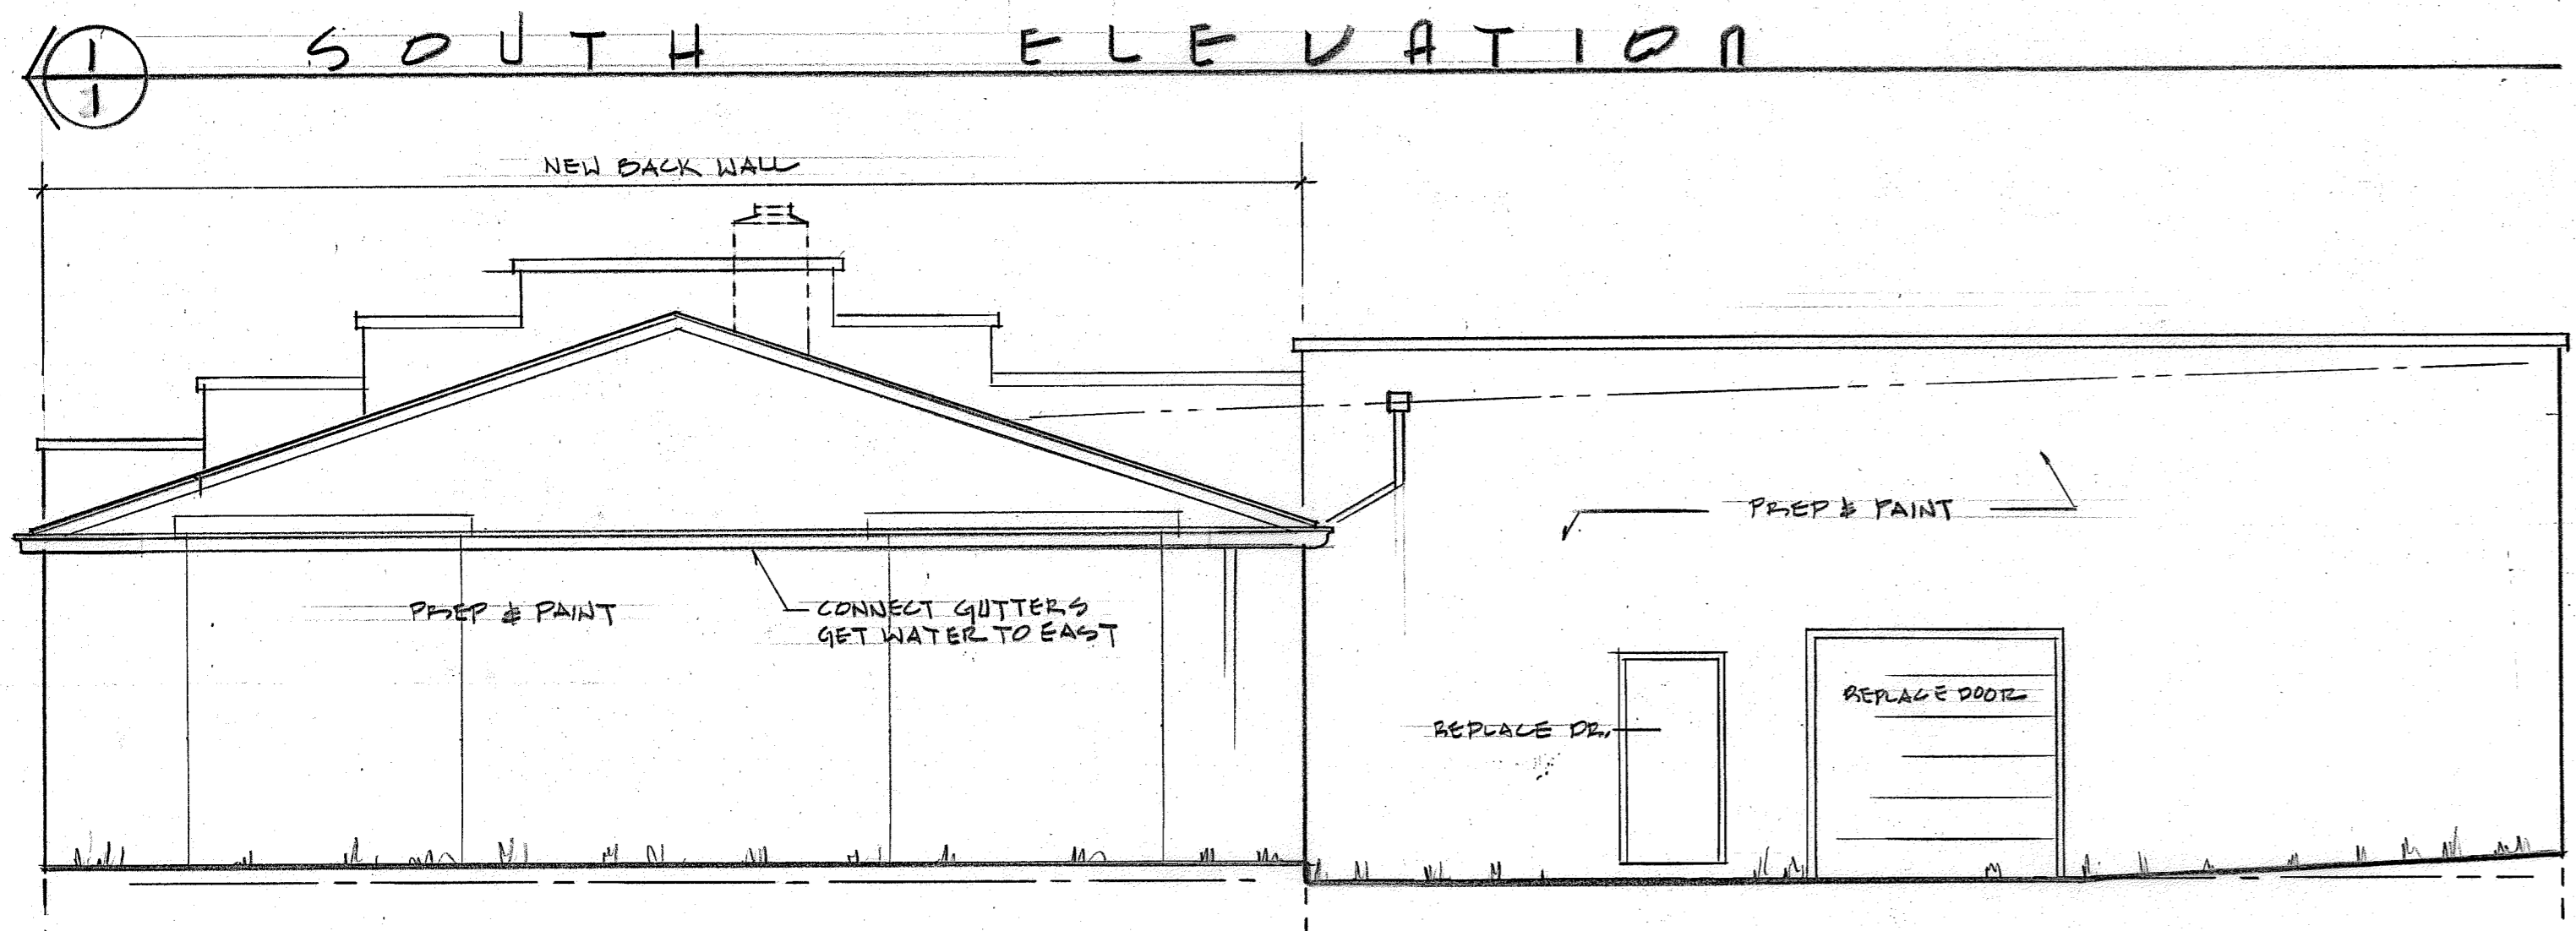 1
1
SOUTH ELEVATION
NEW BACK WALL
PREP & PAINT
PREP & PAINT
CONNECT GUTTERS
GET WATER TO EAST
REPLACE DOOR
REPLACE DR.